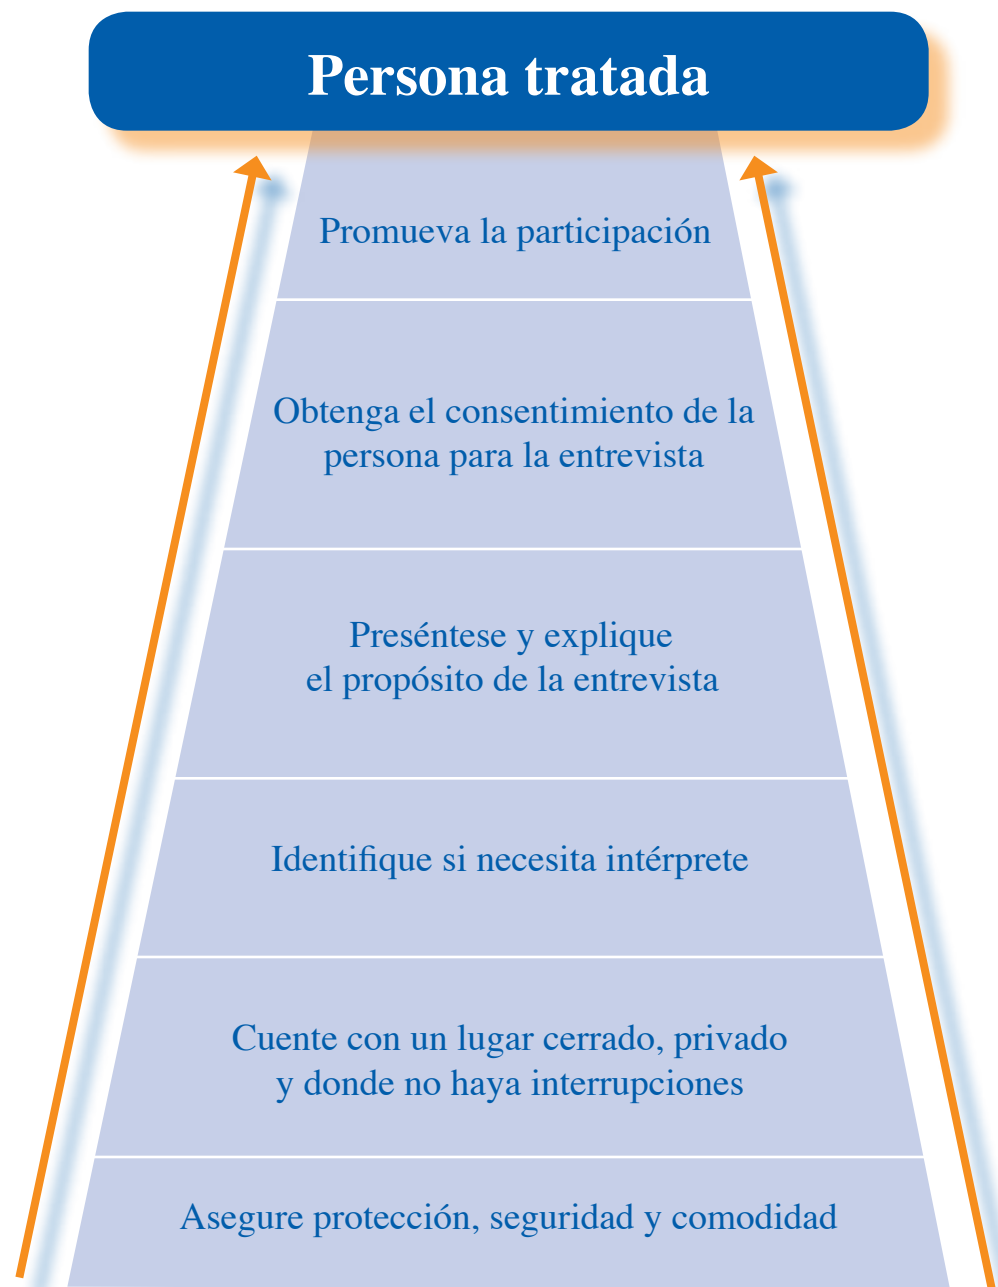 Persona tratada
Promueva la participación
Obtenga el consentimiento de la
persona para la entrevista
Preséntese y explique
el propósito de la entrevista
Identifique si necesita intérprete
Cuente con un lugar cerrado, privado
y donde no haya interrupciones
Asegure protección, seguridad y comodidad